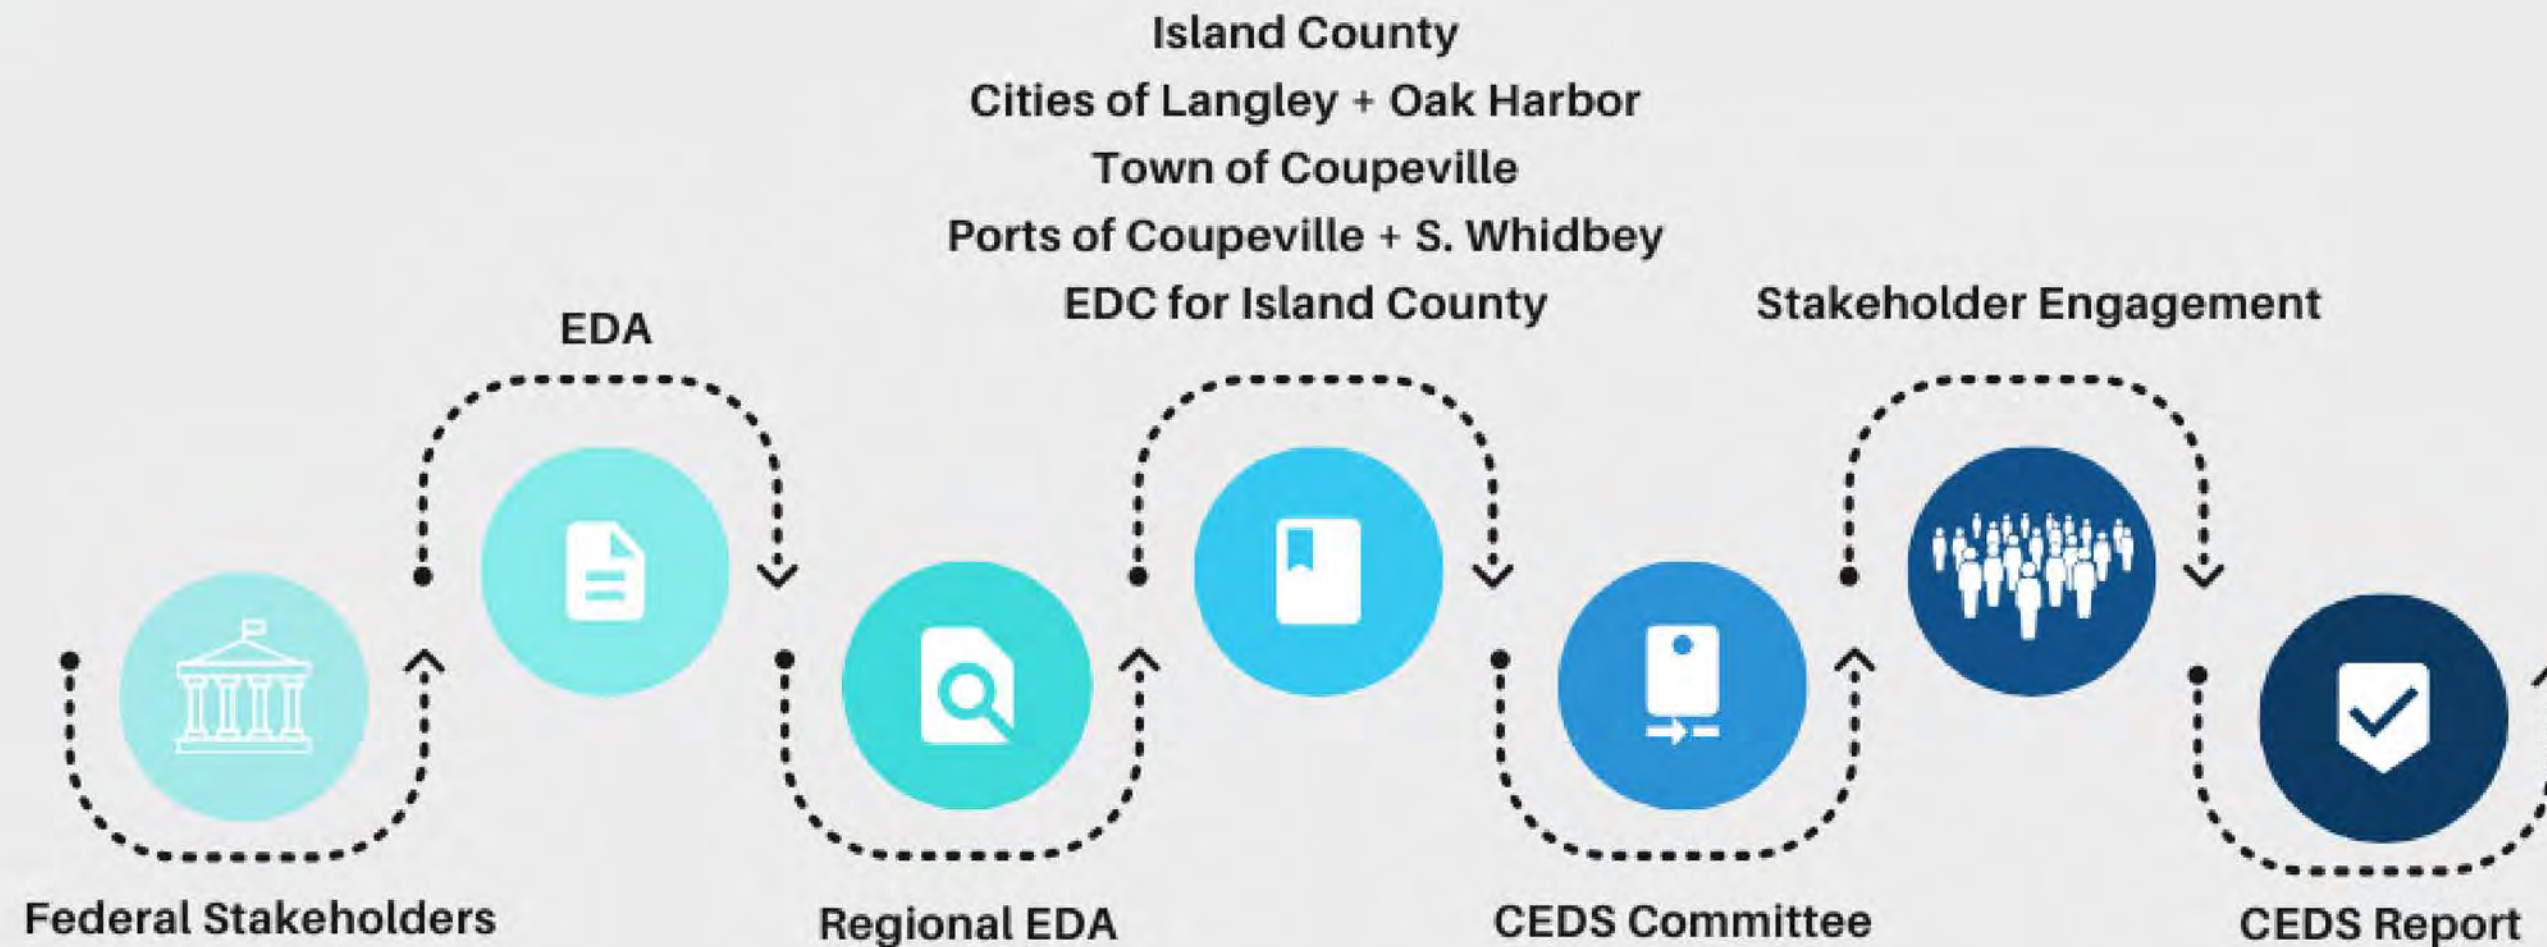 Island County
Cities of Langley + Oak Harbor
Town of Coupeville
Ports of Coupeville + S. Whidbey
EDC for Island County
Stakeholder Engagement
EDA
Federal Stakeholders
Regional EDA
CEDS Committee
CEDS Report